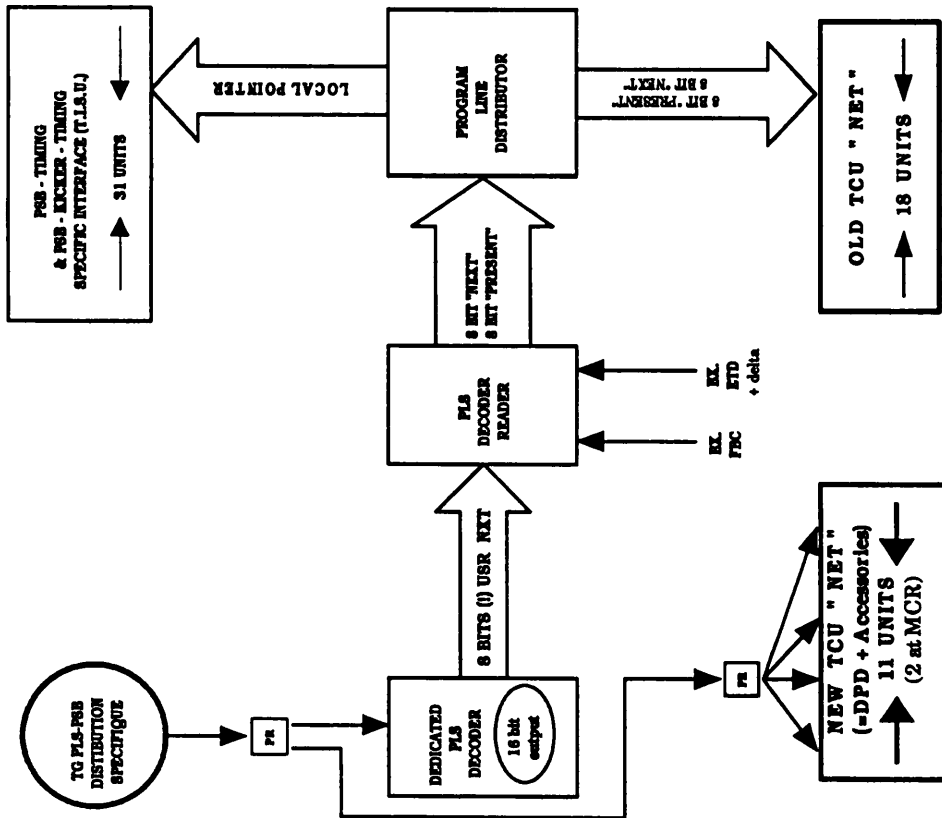 PSB - TIMING
& PSB - KICKER - TIMING
SPECIFIC INTERFACE (T.I.S.U.)
31 UNITS
LOCAL POINTER
PROGRAM
LINE
DISTRIBUTOR
8 BIT "PRESENT"
8 BIT "NEXT"
OLD TCU " NET"
18 UNITS
8 BIT "NEXT"
8 BIT "PRESENT"
PLS
DECODER
READER
EX.
FBC
EX.
ETD
+ delta
8 BITS (!) USR NXT
TG PLS-PSB
DISTRIBUTION
SPECIFIQUE
PR
DEDICATED
PLS
DECODER
16 bit
output
PR
NEW TCU " NET"
(=DPD + Accessories)
11 UNITS
(2 at MCR)